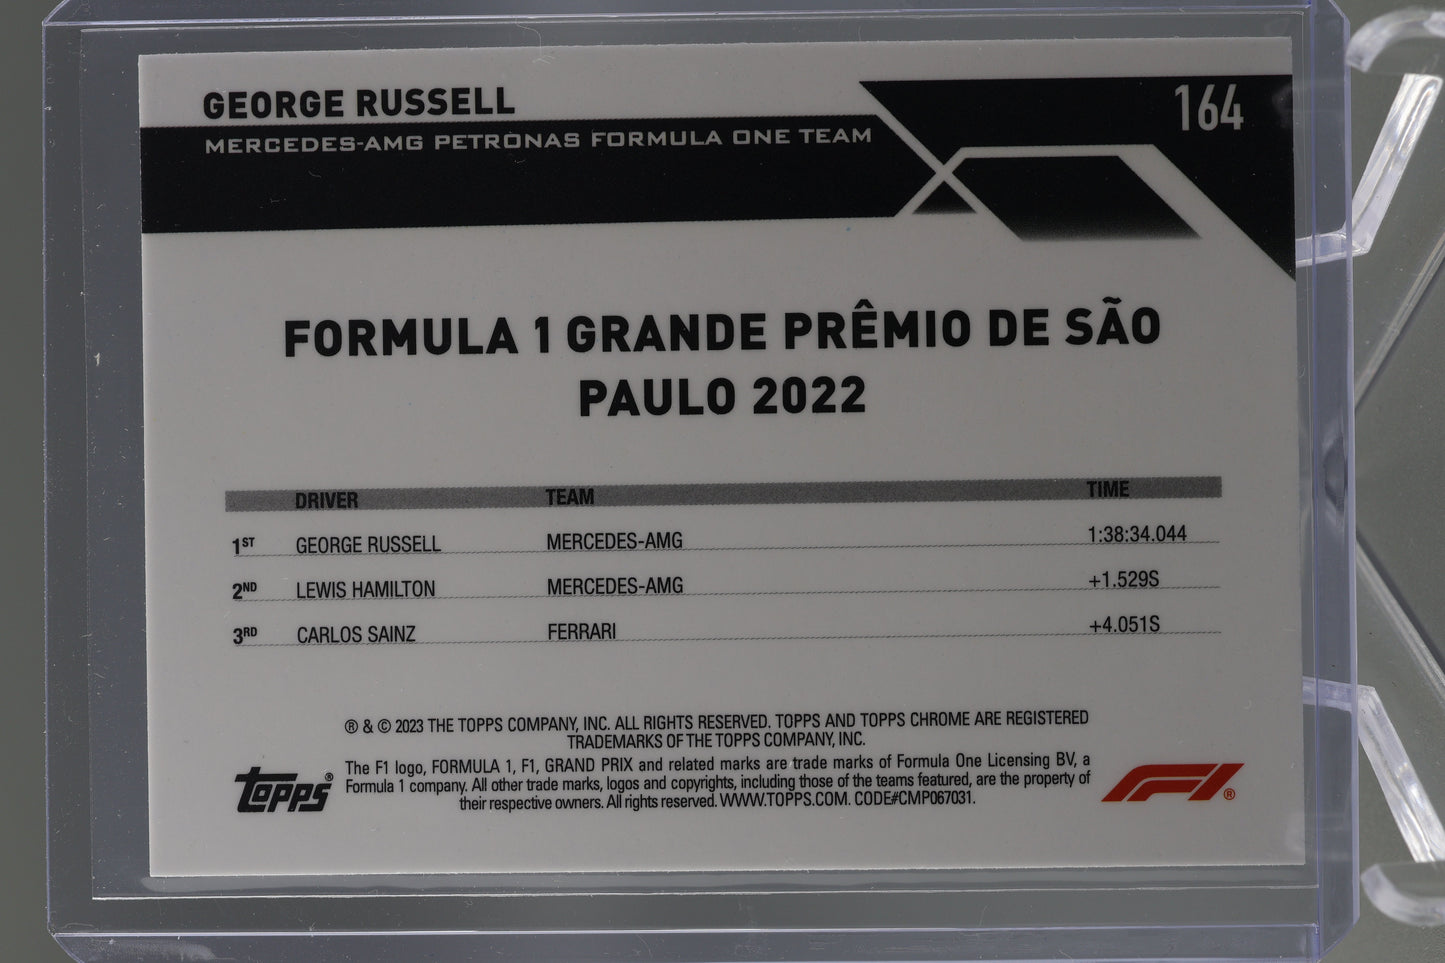 GEORGE RUSSELL
MERCEDES-AMG PETRONAS FORMULA ONE TEAM
164
FORMULA 1 GRANDE PRÊMIO DE SÃO
PAULO 2022
DRIVER TEAM TIME
1ST GEORGE RUSSELL MERCEDES-AMG 1:38:34.044
2ND LEWIS HAMILTON MERCEDES-AMG +1.529S
3RD CARLOS SAINZ FERRARI +4.051S
® & © 2023 THE TOPPS COMPANY, INC. ALL RIGHTS RESERVED. TOPPS AND TOPPS CHROME ARE REGISTERED
TRADEMARKS OF THE TOPPS COMPANY, INC.
The F1 logo, FORMULA 1, F1, GRAND PRIX and related marks are trade marks of Formula One Licensing BV, a
Formula 1 company. All other trade marks, logos and copyrights, including those of the teams featured, are the property of
their respective owners. All rights reserved. WWW.TOPPS.COM. CODE#CMP067031.
Topps®
F1®